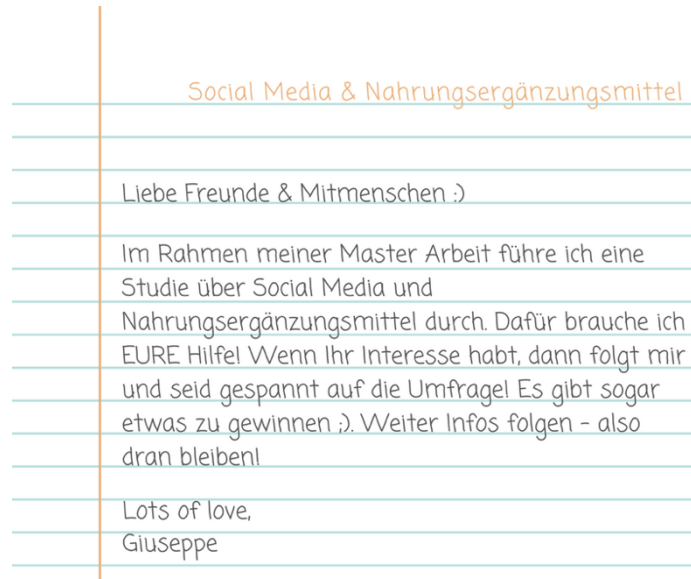 Social Media & Nahrungsergänzungsmittel
Liebe Freunde & Mitmenschen :)
Im Rahmen meiner Master Arbeit führe ich eine
Studie über Social Media und
Nahrungsergänzungsmittel durch. Dafür brauche ich
EURE Hilfe! Wenn Ihr Interesse habt, dann folgt mir
und seid gespannt auf die Umfrage! Es gibt sogar
etwas zu gewinnen ;). Weiter Infos folgen - also
dran bleiben!
Lots of love,
Giuseppe